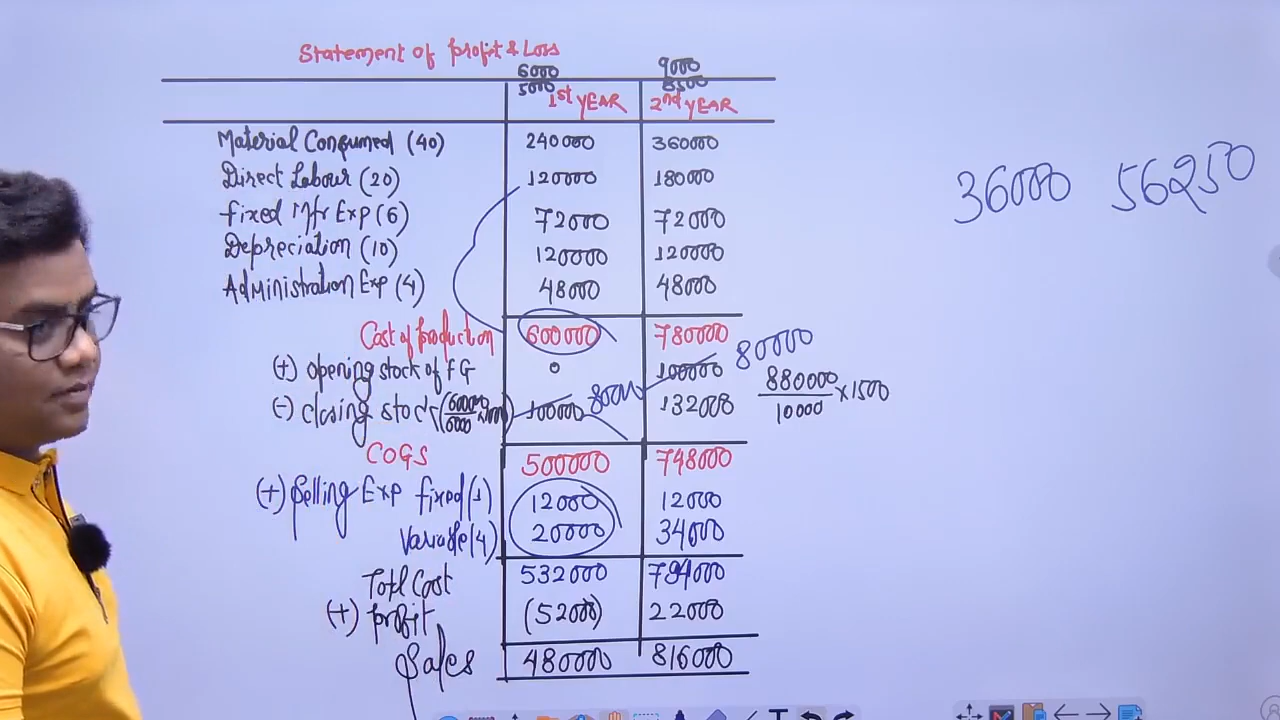 Statement of Profit & Loss
6000 9000
5000 8500
1st YEAR 2nd YEAR
Material Consumed (40) 240000 360000
Direct Labour (20) 120000 180000
Fixed Mfr Exp (6) 72000 72000
Depreciation (10) 120000 120000
Administration Exp (4) 48000 48000
36000 56250
Cost of production 600000 780000
(+) opening stock of FG 0 100000 80000
(-) closing stock (600000/6000 × 1000) 100000 80000 132000
880000/10000 × 1500
COGS 500000 748000
(+) Selling Exp fixed (1) 12000 12000
Variable (4) 20000 34000
Totl Cost 532000 794000
(+) profit (52000) 22000
Sales 480000 816000